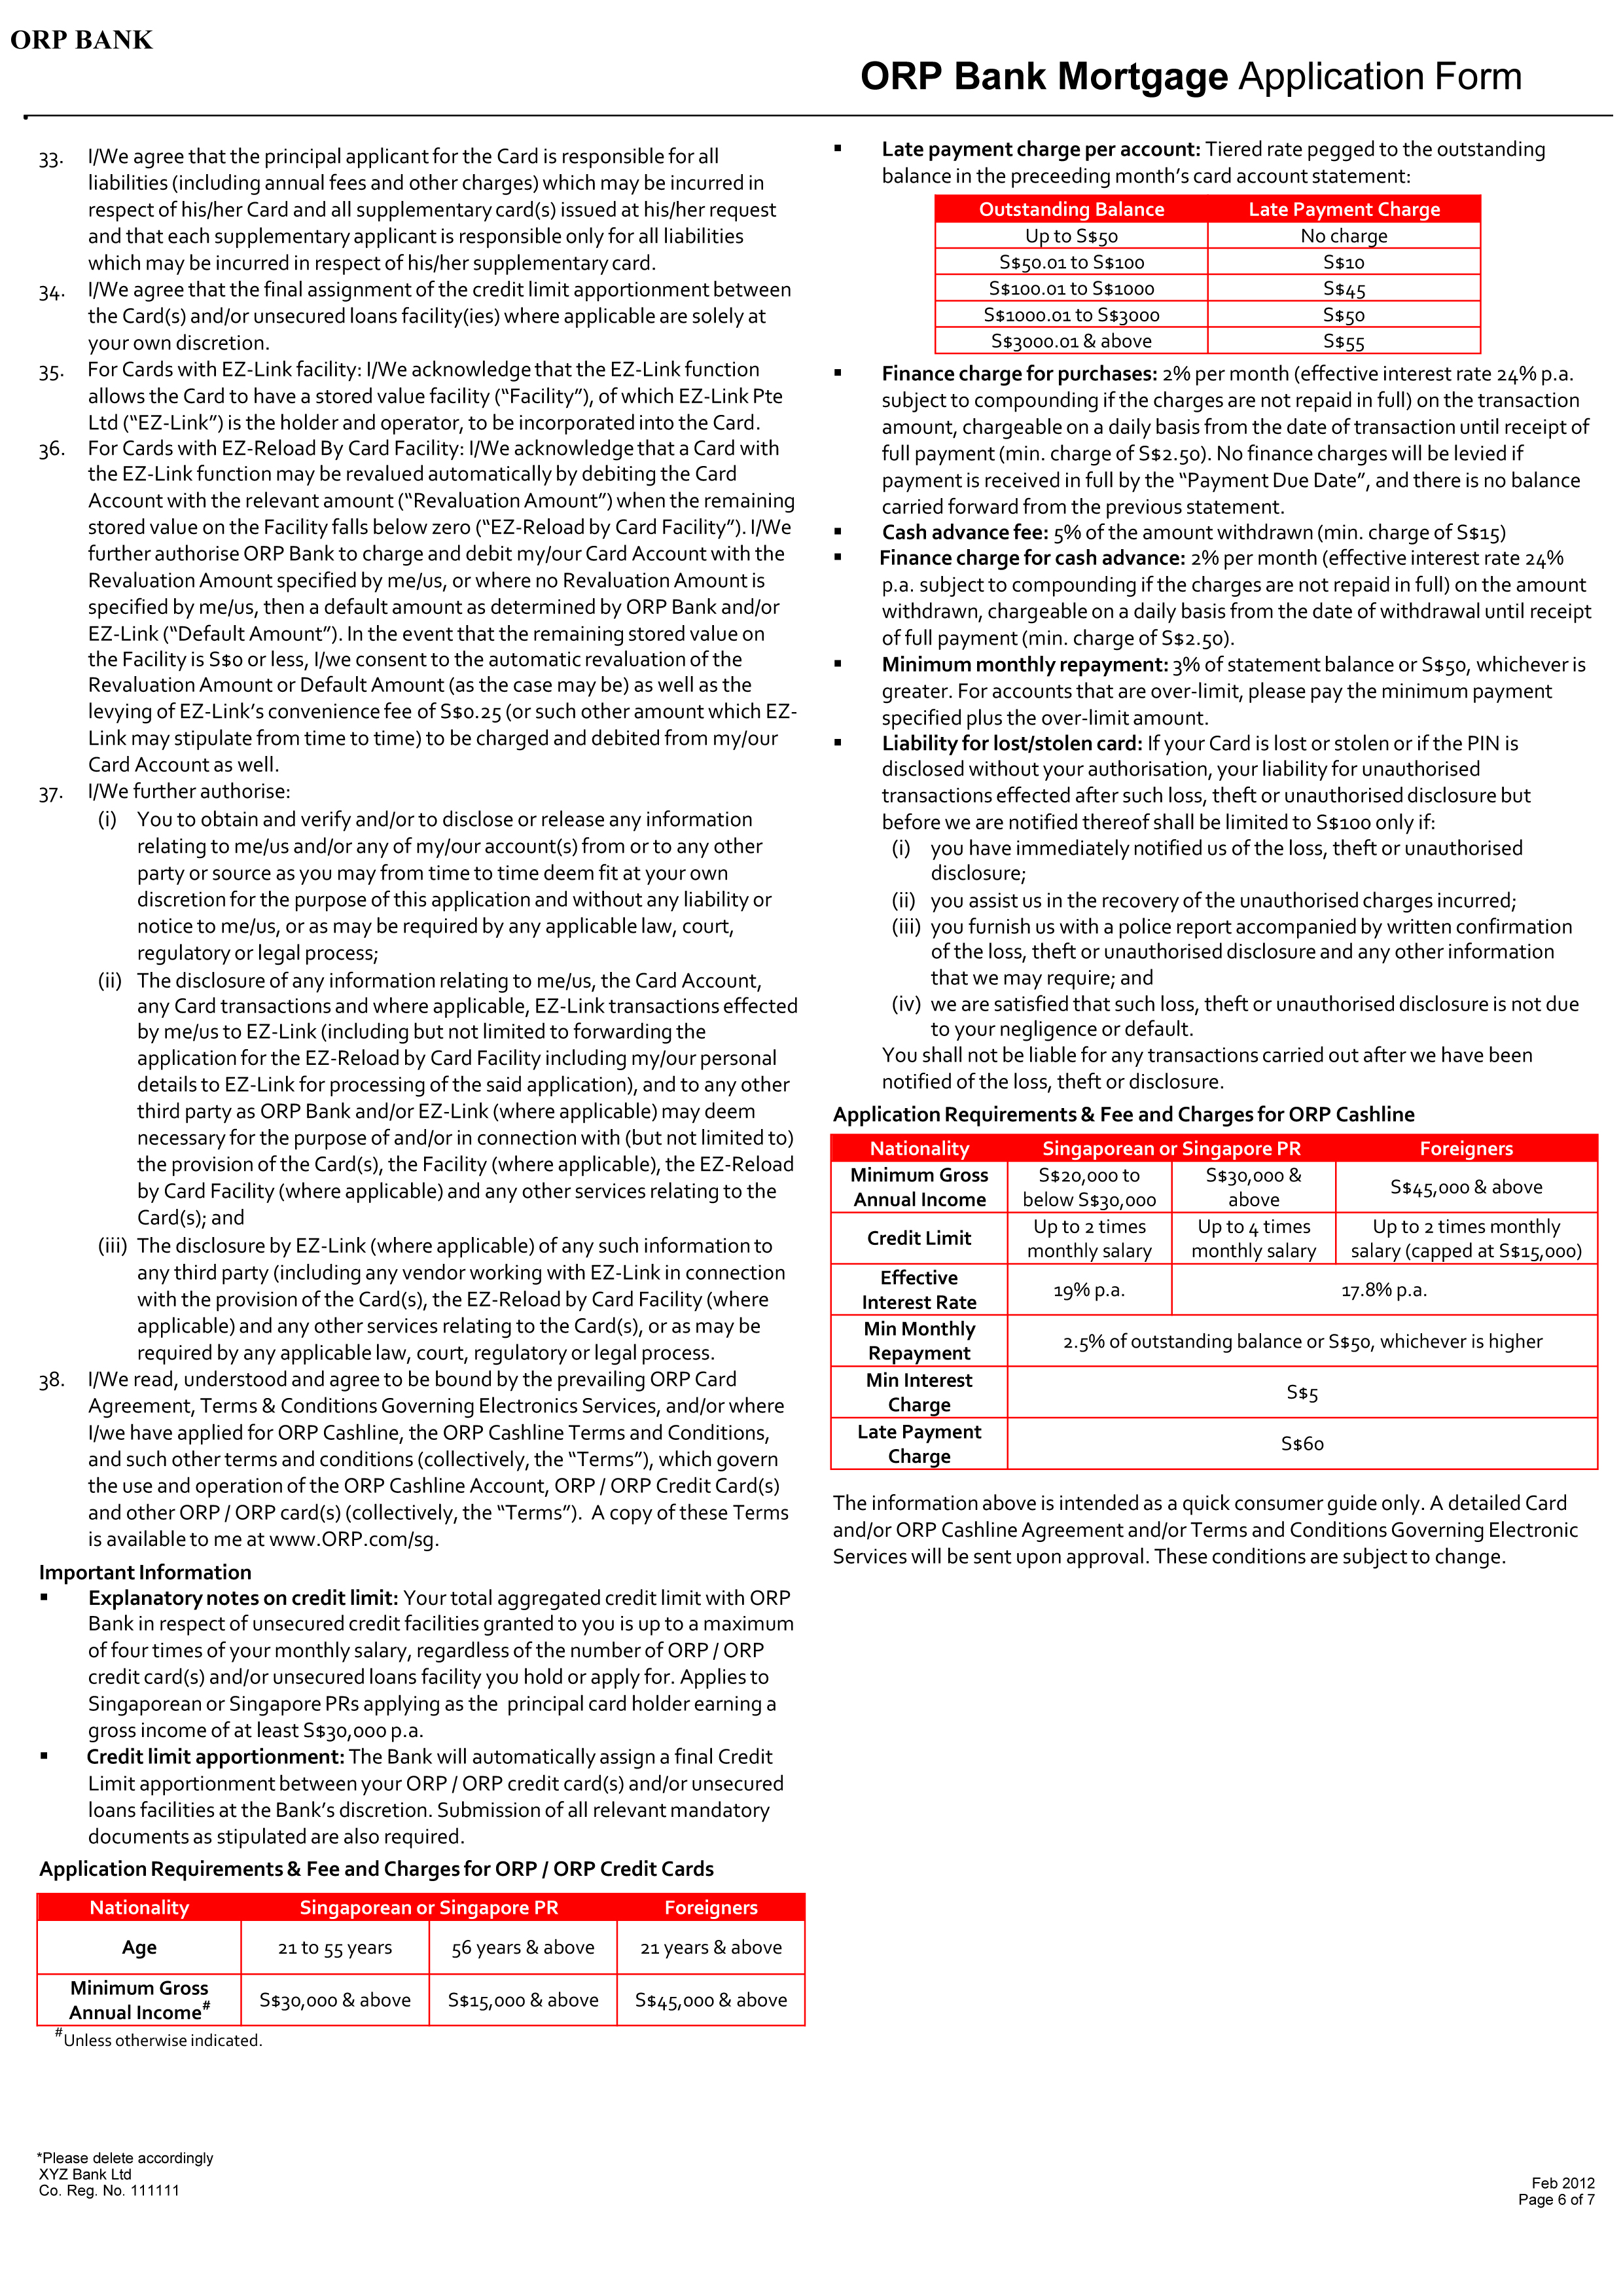 ORP BANK
ORP Bank Mortgage Application Form
33. I/We agree that the principal applicant for the Card is responsible for all
liabilities (including annual fees and other charges) which may be incurred in
respect of his/her Card and all supplementary card(s) issued at his/her request
and that each supplementary applicant is responsible only for all liabilities
which may be incurred in respect of his/her supplementary card.
34. I/We agree that the final assignment of the credit limit apportionment between
the Card(s) and/or unsecured loans facility(ies) where applicable are solely at
your own discretion.
35. For Cards with EZ-Link facility: I/We acknowledge that the EZ-Link function
allows the Card to have a stored value facility (“Facility”), of which EZ-Link Pte
Ltd (“EZ-Link”) is the holder and operator, to be incorporated into the Card.
36. For Cards with EZ-Reload By Card Facility: I/We acknowledge that a Card with
the EZ-Link function may be revalued automatically by debiting the Card
Account with the relevant amount (“Revaluation Amount”) when the remaining
stored value on the Facility falls below zero (“EZ-Reload by Card Facility”). I/We
further authorise ORP Bank to charge and debit my/our Card Account with the
Revaluation Amount specified by me/us, or where no Revaluation Amount is
specified by me/us, then a default amount as determined by ORP Bank and/or
EZ-Link (“Default Amount”). In the event that the remaining stored value on
the Facility is S$0 or less, I/we consent to the automatic revaluation of the
Revaluation Amount or Default Amount (as the case may be) as well as the
levying of EZ-Link’s convenience fee of S$0.25 (or such other amount which EZ-
Link may stipulate from time to time) to be charged and debited from my/our
Card Account as well.
37. I/We further authorise:
(i) You to obtain and verify and/or to disclose or release any information
relating to me/us and/or any of my/our account(s) from or to any other
party or source as you may from time to time deem fit at your own
discretion for the purpose of this application and without any liability or
notice to me/us, or as may be required by any applicable law, court,
regulatory or legal process;
(ii) The disclosure of any information relating to me/us, the Card Account,
any Card transactions and where applicable, EZ-Link transactions effected
by me/us to EZ-Link (including but not limited to forwarding the
application for the EZ-Reload by Card Facility including my/our personal
details to EZ-Link for processing of the said application), and to any other
third party as ORP Bank and/or EZ-Link (where applicable) may deem
necessary for the purpose of and/or in connection with (but not limited to)
the provision of the Card(s), the Facility (where applicable), the EZ-Reload
by Card Facility (where applicable) and any other services relating to the
Card(s); and
(iii) The disclosure by EZ-Link (where applicable) of any such information to
any third party (including any vendor working with EZ-Link in connection
with the provision of the Card(s), the EZ-Reload by Card Facility (where
applicable) and any other services relating to the Card(s), or as may be
required by any applicable law, court, regulatory or legal process.
38. I/We read, understood and agree to be bound by the prevailing ORP Card
Agreement, Terms & Conditions Governing Electronics Services, and/or where
I/we have applied for ORP Cashline, the ORP Cashline Terms and Conditions,
and such other terms and conditions (collectively, the “Terms”), which govern
the use and operation of the ORP Cashline Account, ORP / ORP Credit Card(s)
and other ORP / ORP card(s) (collectively, the “Terms”). A copy of these Terms
is available to me at www.ORP.com/sg.
Important Information
▪ Explanatory notes on credit limit: Your total aggregated credit limit with ORP
Bank in respect of unsecured credit facilities granted to you is up to a maximum
of four times of your monthly salary, regardless of the number of ORP / ORP
credit card(s) and/or unsecured loans facility you hold or apply for. Applies to
Singaporean or Singapore PRs applying as the principal card holder earning a
gross income of at least S$30,000 p.a.
▪ Credit limit apportionment: The Bank will automatically assign a final Credit
Limit apportionment between your ORP / ORP credit card(s) and/or unsecured
loans facilities at the Bank’s discretion. Submission of all relevant mandatory
documents as stipulated are also required.
Application Requirements & Fee and Charges for ORP / ORP Credit Cards
Nationality Singaporean or Singapore PR Foreigners
Age 21 to 55 years 56 years & above 21 years & above
Minimum Gross
Annual Income# S$30,000 & above S$15,000 & above S$45,000 & above
#Unless otherwise indicated.
▪ Late payment charge per account: Tiered rate pegged to the outstanding
balance in the preceeding month’s card account statement:
Outstanding Balance Late Payment Charge
Up to S$50 No charge
S$50.01 to S$100 S$10
S$100.01 to S$1000 S$45
S$1000.01 to S$3000 S$50
S$3000.01 & above S$55
▪ Finance charge for purchases: 2% per month (effective interest rate 24% p.a.
subject to compounding if the charges are not repaid in full) on the transaction
amount, chargeable on a daily basis from the date of transaction until receipt of
full payment (min. charge of S$2.50). No finance charges will be levied if
payment is received in full by the “Payment Due Date”, and there is no balance
carried forward from the previous statement.
▪ Cash advance fee: 5% of the amount withdrawn (min. charge of S$15)
▪ Finance charge for cash advance: 2% per month (effective interest rate 24%
p.a. subject to compounding if the charges are not repaid in full) on the amount
withdrawn, chargeable on a daily basis from the date of withdrawal until receipt
of full payment (min. charge of S$2.50).
▪ Minimum monthly repayment: 3% of statement balance or S$50, whichever is
greater. For accounts that are over-limit, please pay the minimum payment
specified plus the over-limit amount.
▪ Liability for lost/stolen card: If your Card is lost or stolen or if the PIN is
disclosed without your authorisation, your liability for unauthorised
transactions effected after such loss, theft or unauthorised disclosure but
before we are notified thereof shall be limited to S$100 only if:
(i) you have immediately notified us of the loss, theft or unauthorised
disclosure;
(ii) you assist us in the recovery of the unauthorised charges incurred;
(iii) you furnish us with a police report accompanied by written confirmation
of the loss, theft or unauthorised disclosure and any other information
that we may require; and
(iv) we are satisfied that such loss, theft or unauthorised disclosure is not due
to your negligence or default.
You shall not be liable for any transactions carried out after we have been
notified of the loss, theft or disclosure.
Application Requirements & Fee and Charges for ORP Cashline
Nationality Singaporean or Singapore PR Foreigners
Minimum Gross S$20,000 to S$30,000 & S$45,000 & above
Annual Income below S$30,000 above
Credit Limit Up to 2 times Up to 4 times Up to 2 times monthly
monthly salary monthly salary salary (capped at S$15,000)
Effective
Interest Rate 19% p.a. 17.8% p.a.
Min Monthly
Repayment 2.5% of outstanding balance or S$50, whichever is higher
Min Interest
Charge S$5
Late Payment
Charge S$60
The information above is intended as a quick consumer guide only. A detailed Card
and/or ORP Cashline Agreement and/or Terms and Conditions Governing Electronic
Services will be sent upon approval. These conditions are subject to change.
*Please delete accordingly
XYZ Bank Ltd
Co. Reg. No. 111111
Feb 2012
Page 6 of 7